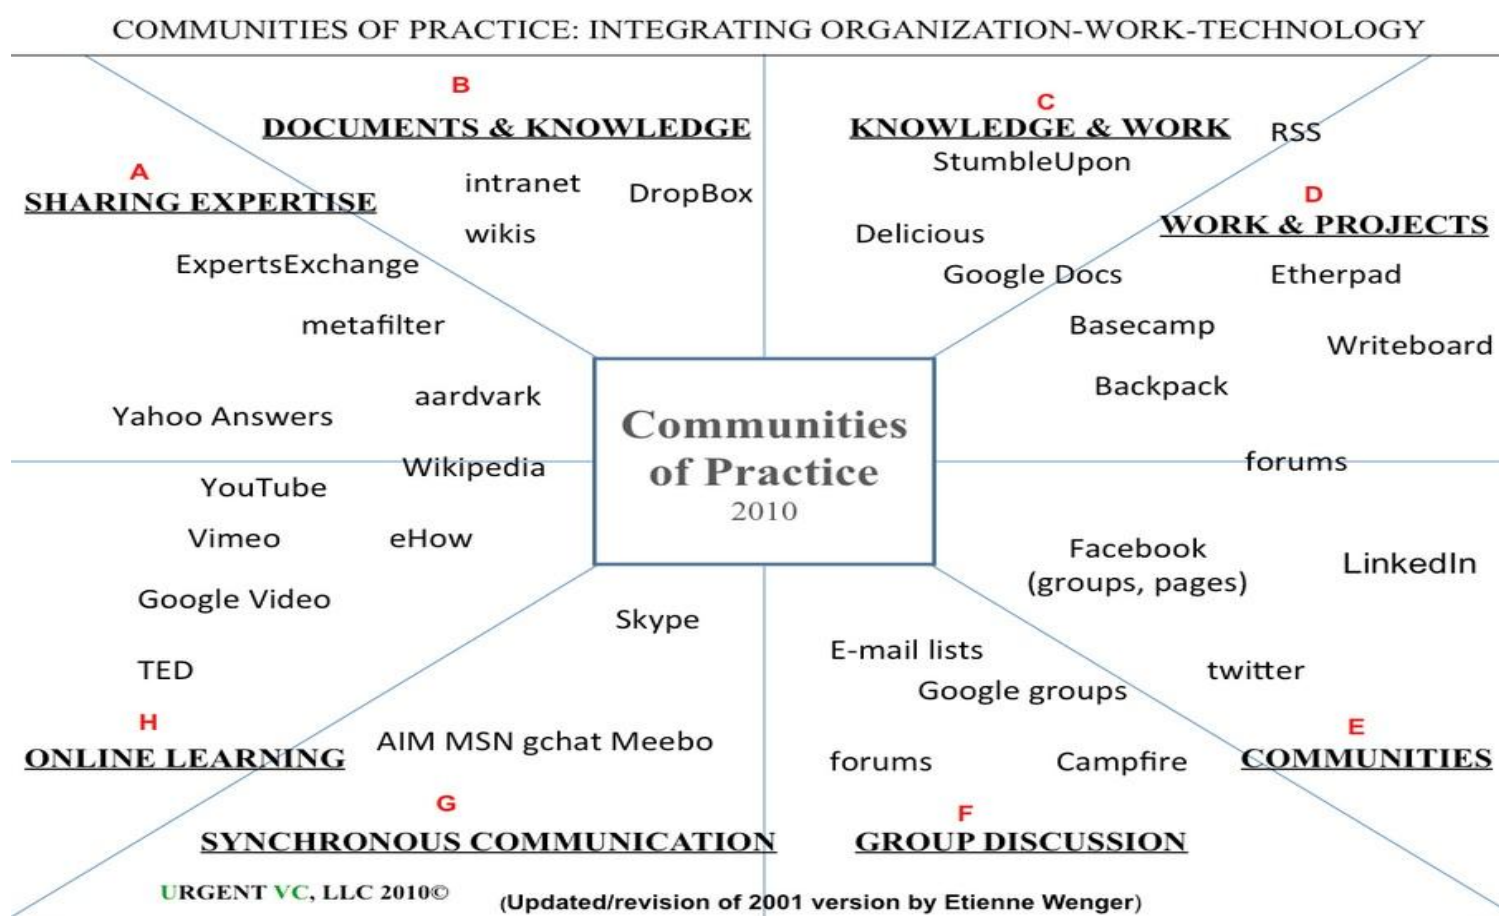 COMMUNITIES OF PRACTICE: INTEGRATING ORGANIZATION-WORK-TECHNOLOGY
A
SHARING EXPERTISE
ExpertsExchange
metafilter
aardvark
Yahoo Answers
Wikipedia
B
DOCUMENTS & KNOWLEDGE
intranet
DropBox
wikis
C
KNOWLEDGE & WORK
RSS
StumbleUpon
Delicious
Google Docs
D
WORK & PROJECTS
Etherpad
Basecamp
Writeboard
Backpack
forums
Communities
of Practice
2010
YouTube
Vimeo
eHow
Google Video
TED
H
ONLINE LEARNING
Skype
AIM MSN gchat Meebo
G
SYNCHRONOUS COMMUNICATION
E-mail lists
Google groups
forums
Campfire
F
GROUP DISCUSSION
Facebook
(groups, pages)
LinkedIn
twitter
E
COMMUNITIES
URGENT VC, LLC 2010©
(Updated/revision of 2001 version by Etienne Wenger)